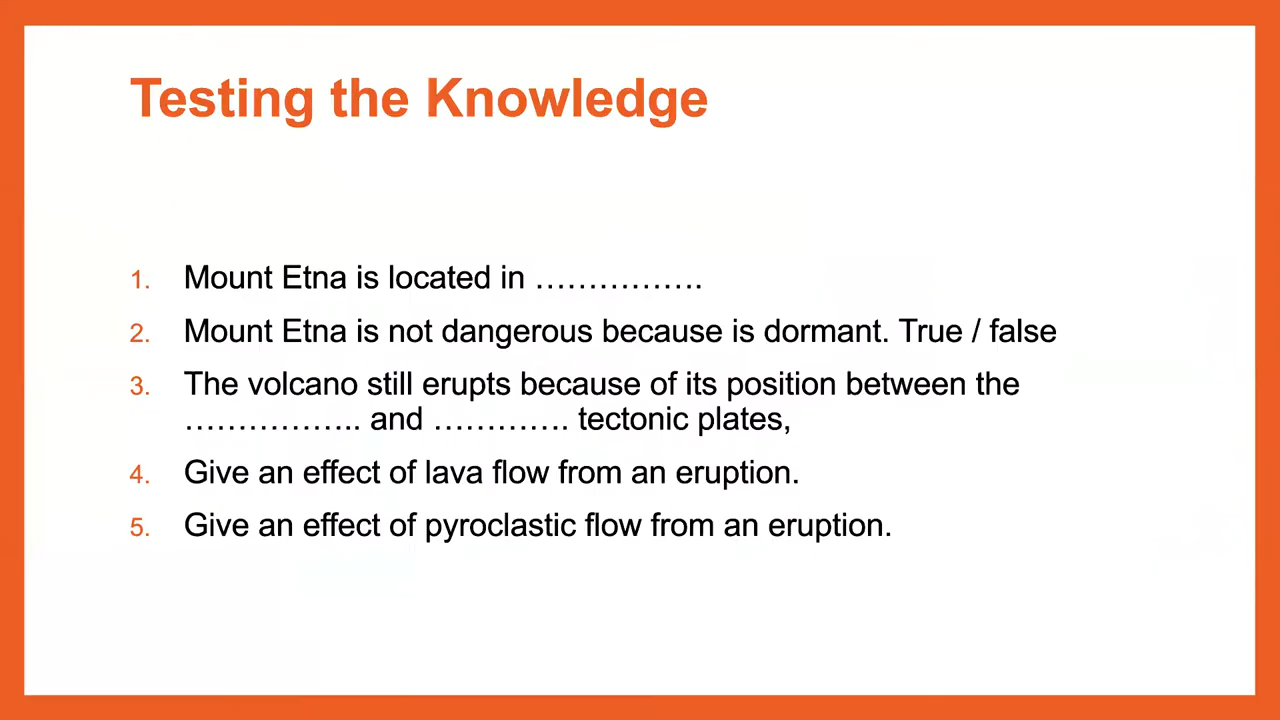 Testing the Knowledge
1. Mount Etna is located in ……………..
2. Mount Etna is not dangerous because is dormant. True / false
3. The volcano still erupts because of its position between the
…………….. and …………. tectonic plates,
4. Give an effect of lava flow from an eruption.
5. Give an effect of pyroclastic flow from an eruption.